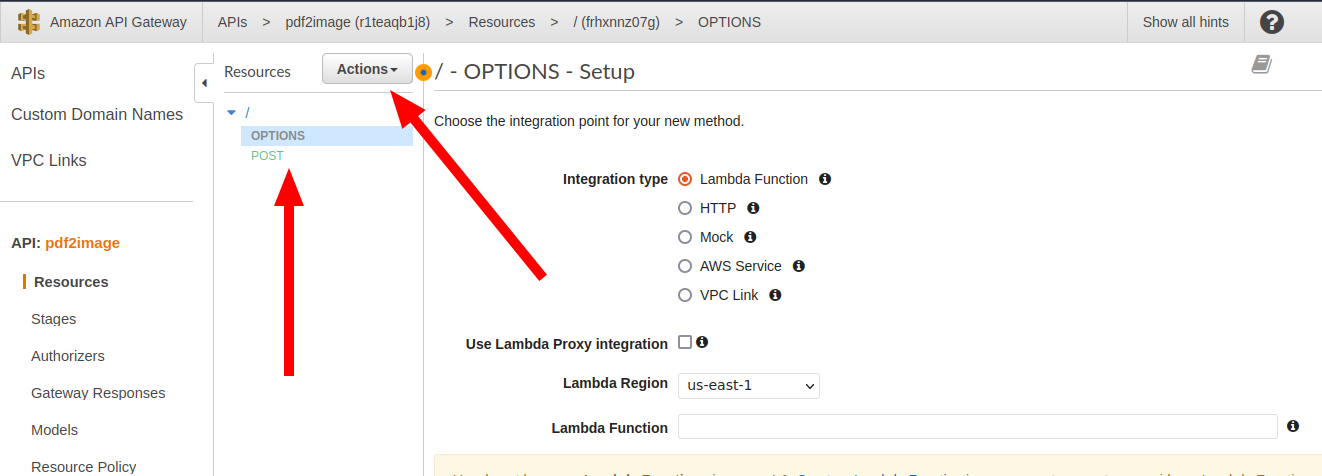 Amazon API Gateway
APIs > pdf2image (r1teaqb1j8) > Resources > / (frhxnnz07g) > OPTIONS
Show all hints
?
APIs
Custom Domain Names
VPC Links
API: pdf2image
Resources
Stages
Authorizers
Gateway Responses
Models
Resource Policy
Resources
Actions
/
OPTIONS
POST
/ - OPTIONS - Setup
Choose the integration point for your new method.
Integration type
Lambda Function
HTTP
Mock
AWS Service
VPC Link
Use Lambda Proxy integration
Lambda Region
us-east-1
Lambda Function